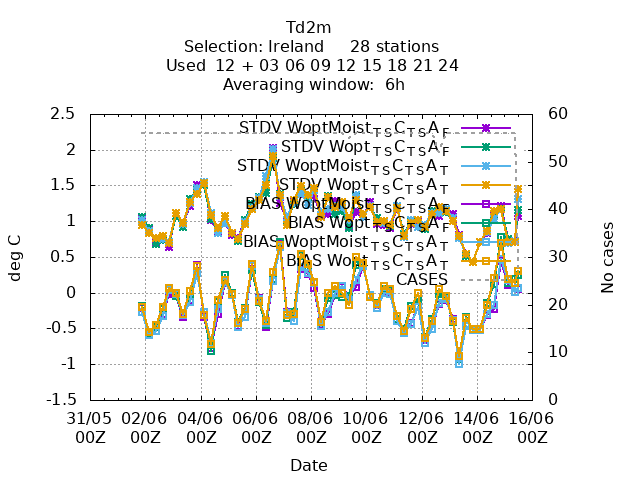 Td2m
Selection: Ireland 28 stations
Used 12 + 03 06 09 12 15 18 21 24
Averaging window: 6h
2.5
2
1.5
1
0.5
0
-0.5
-1
-1.5
deg C
60
50
40
30
20
10
0
No cases
STDV WoptMoist_TS C_TS A_F
STDV Wopt_TS C_TS A_F
STDV WoptMoist_TS C_TS A_T
STDV Wopt_TS C_TS A_T
BIAS WoptMoist_TS C_TS A_F
BIAS Wopt_TS C_TS A_F
BIAS WoptMoist_TS C_TS A_T
BIAS Wopt_TS C_TS A_T
CASES
31/05 02/06 04/06 06/06 08/06 10/06 12/06 14/06 16/06
00Z 00Z 00Z 00Z 00Z 00Z 00Z 00Z 00Z
Date